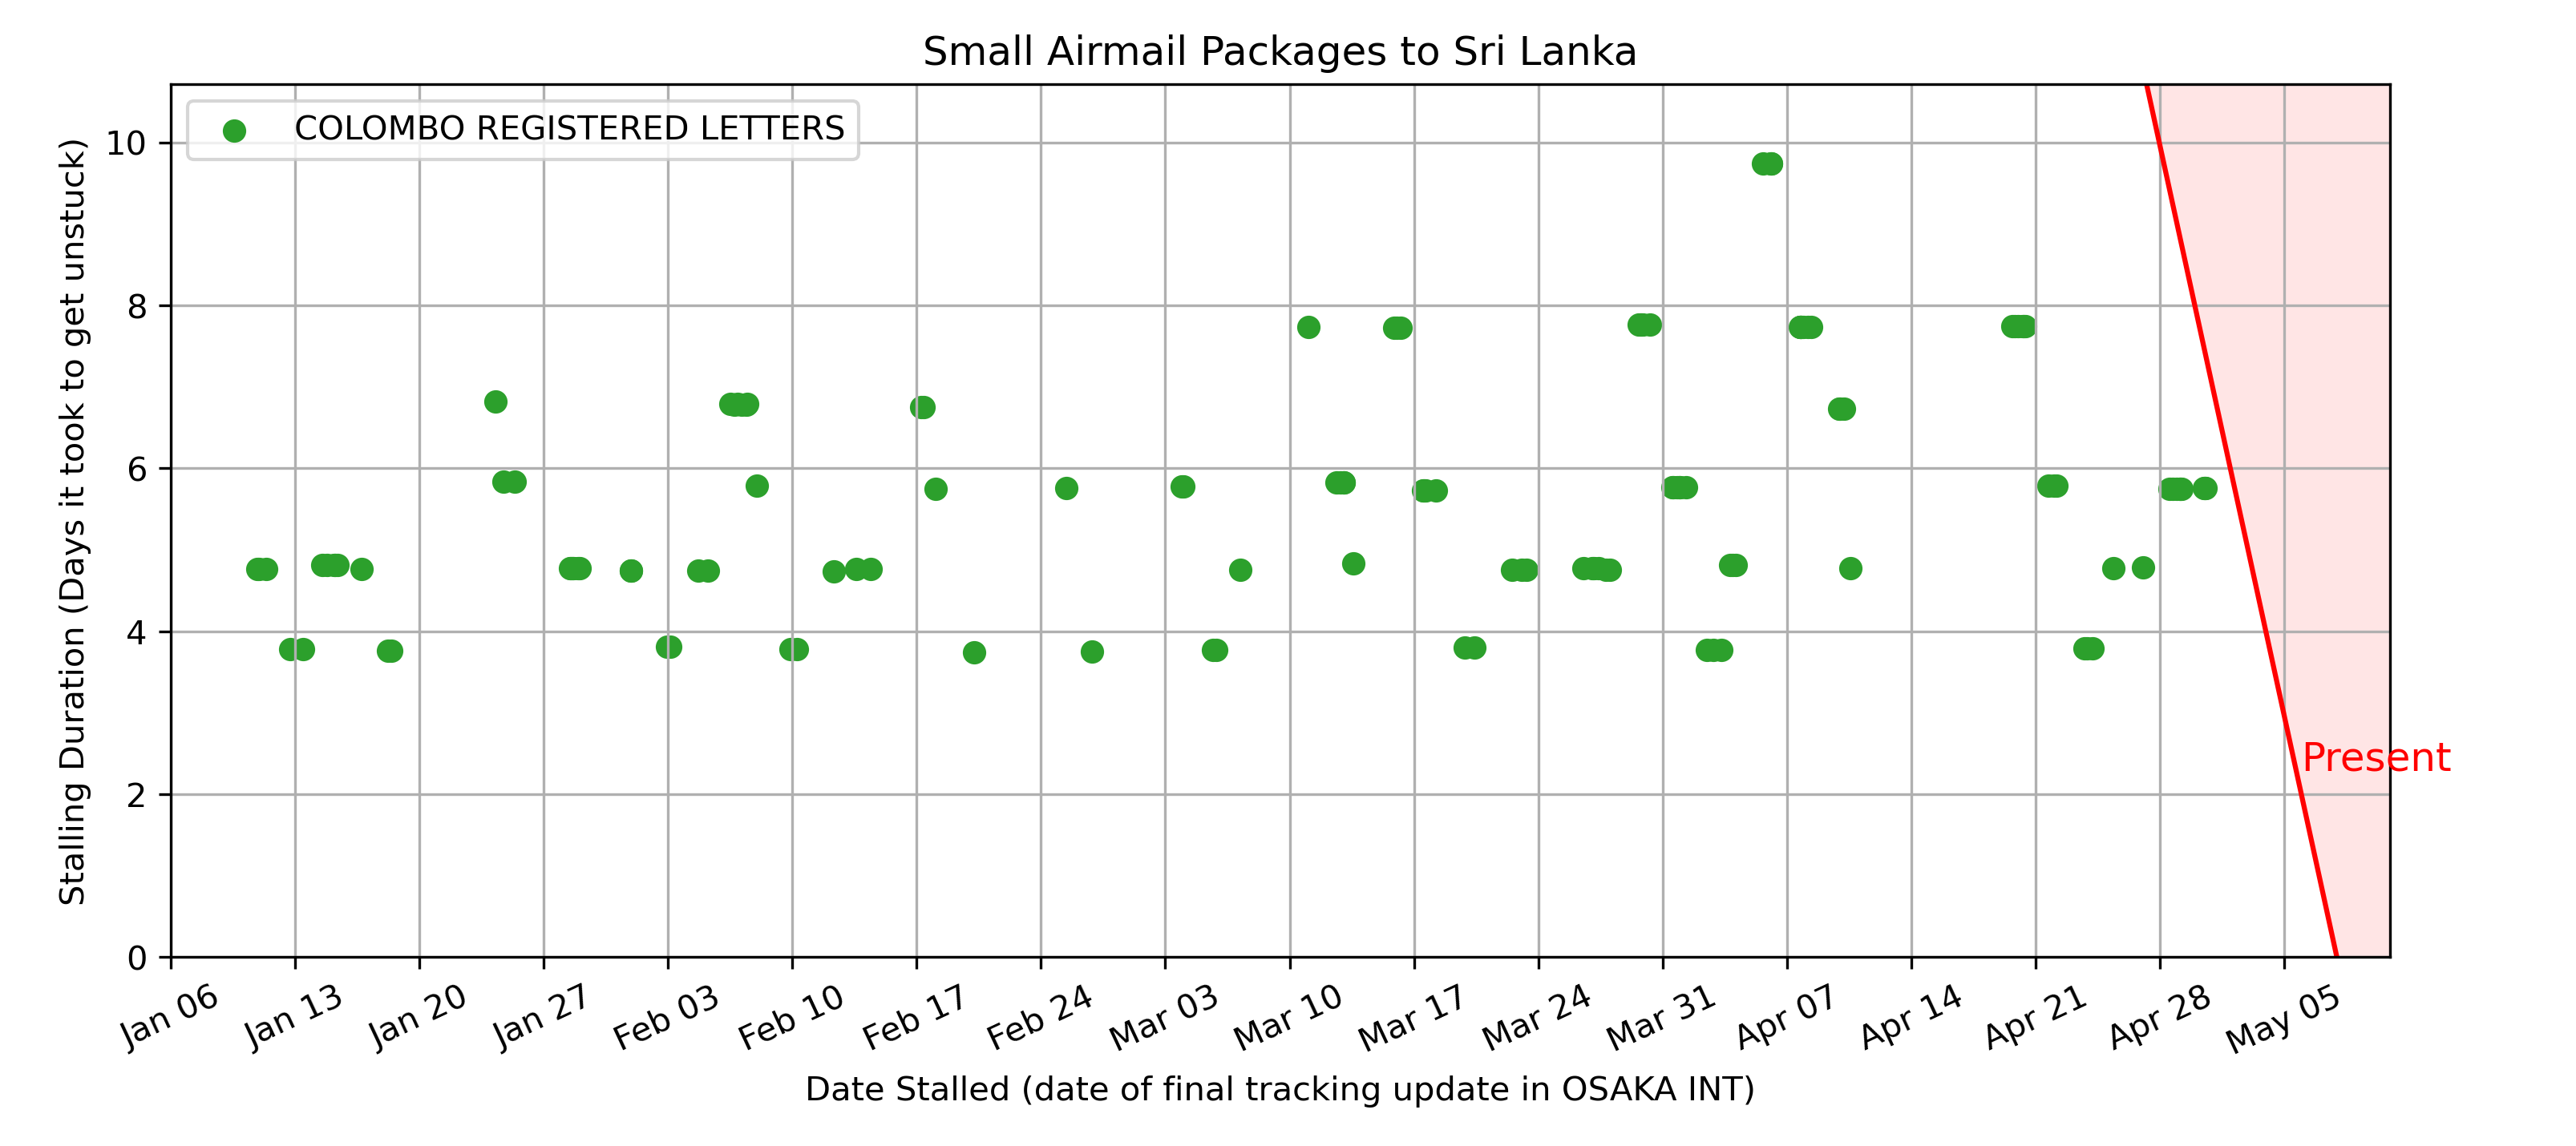 Small Airmail Packages to Sri Lanka
COLOMBO REGISTERED LETTERS
Stalling Duration (Days it took to get unstuck)
10
8
6
4
2
0
Present
Jan 06
Jan 13
Jan 20
Jan 27
Feb 03
Feb 10
Feb 17
Feb 24
Mar 03
Mar 10
Mar 17
Mar 24
Mar 31
Apr 07
Apr 14
Apr 21
Apr 28
May 05
Date Stalled (date of final tracking update in OSAKA INT)